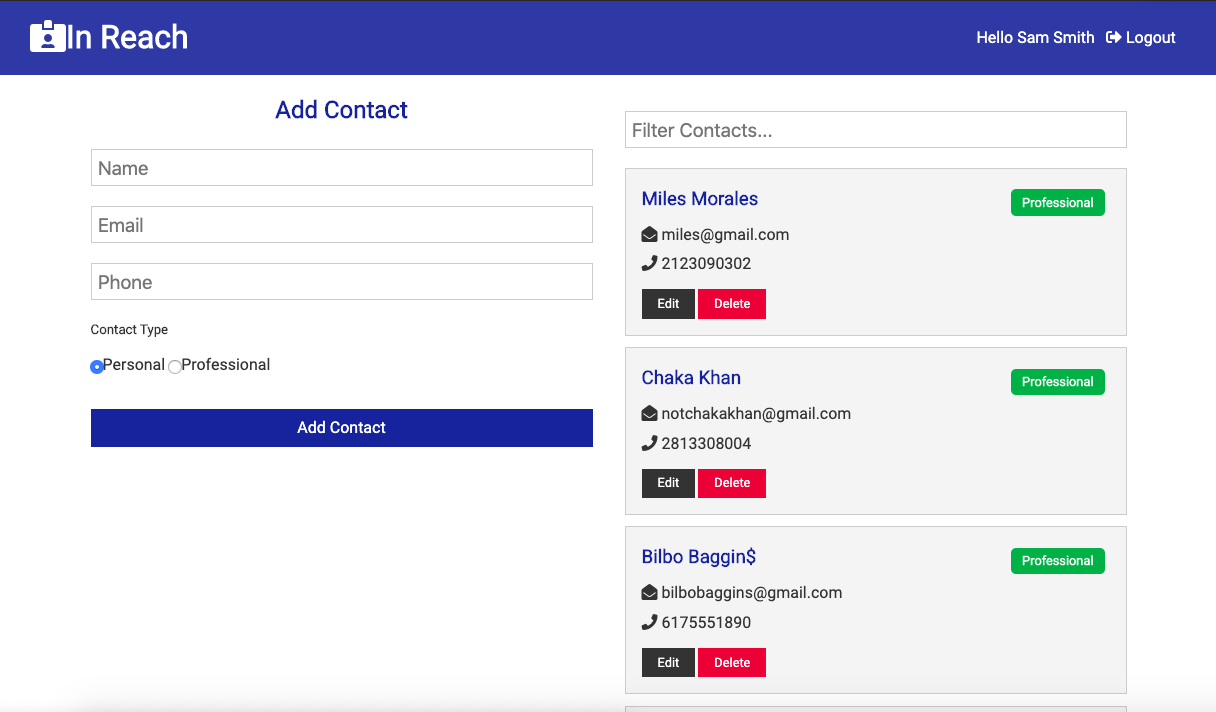 In Reach
Hello Sam Smith Logout
Add Contact
Name
Email
Phone
Contact Type
Personal Professional
Add Contact
Filter Contacts...
Miles Morales
Professional
miles@gmail.com
2123090302
Edit Delete
Chaka Khan
Professional
notchakakhan@gmail.com
2813308004
Edit Delete
Bilbo Baggin$
Professional
bilbobaggins@gmail.com
6175551890
Edit Delete